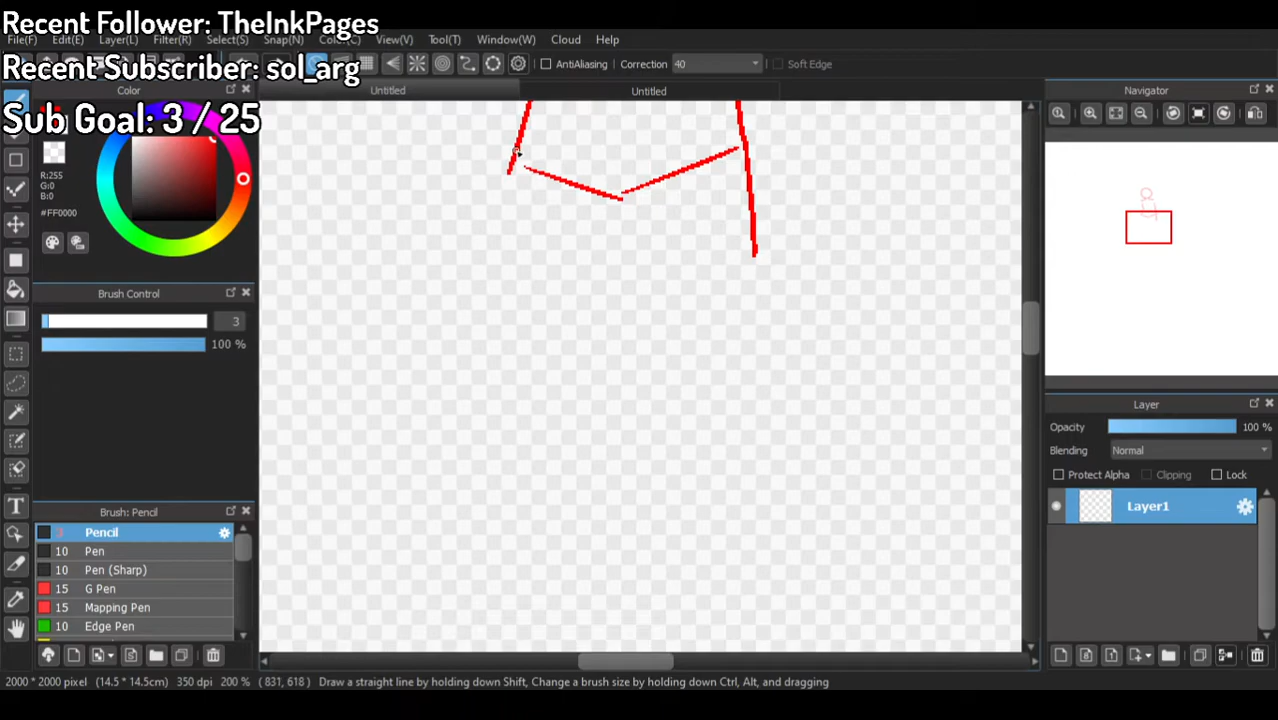 Recent Follower: TheInkPages
File(F) Edit(E) Layer(L) Filter(R) Select(S) Snap(N) Color(C) View(V) Tool(T) Window(W) Cloud Help
Recent Subscriber: sol_arg
AntiAliasing Correction 40 Soft Edge
Color
Untitled
Untitled
Navigator
Sub Goal: 3 / 25
R:255
G:0
B:0
#FF0000
Brush Control
3
100 %
Layer
Opacity 100 %
Blending Normal
Protect Alpha Clipping Lock
Layer1
Brush: Pencil
3 Pencil
10 Pen
10 Pen (Sharp)
15 G Pen
15 Mapping Pen
10 Edge Pen
2000 * 2000 pixel (14.5 * 14.5cm) 350 dpi 200 % ( 831, 618 ) Draw a straight line by holding down Shift, Change a brush size by holding down Ctrl, Alt, and dragging